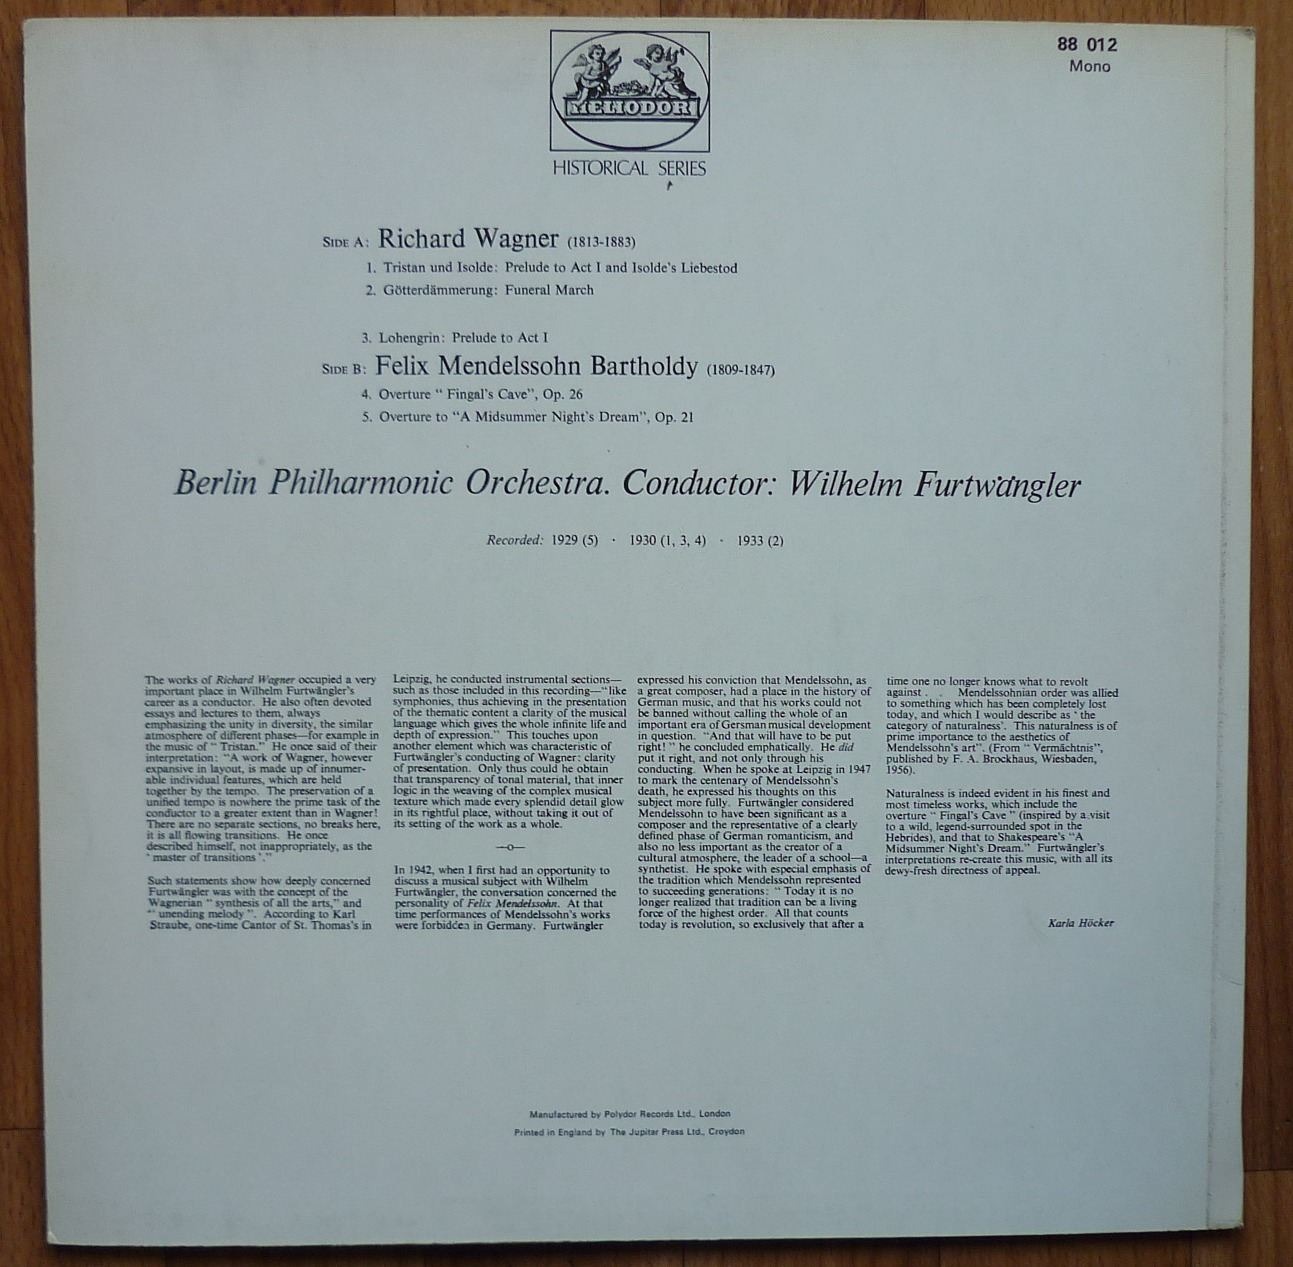 88 012
Mono
HELIODOR
HISTORICAL SERIES
SIDE A: Richard Wagner (1813-1883)
1. Tristan und Isolde: Prelude to Act I and Isolde's Liebestod
2. Götterdämmerung: Funeral March
3. Lohengrin: Prelude to Act I
SIDE B: Felix Mendelssohn Bartholdy (1809-1847)
4. Overture “ Fingal's Cave”, Op. 26
5. Overture to “A Midsummer Night's Dream”, Op. 21
Berlin Philharmonic Orchestra. Conductor: Wilhelm Furtwängler
Recorded: 1929 (5) · 1930 (1, 3, 4) · 1933 (2)
The works of Richard Wagner occupied a very
important place in Wilhelm Furtwängler's
career as a conductor. He also often devoted
essays and lectures to them, always
emphasizing the unity in diversity, the similar
atmosphere of different phases—for example in
the music of “ Tristan.” He once said of their
interpretation: “A work of Wagner, however
expansive in layout, is made up of innumer-
able individual features, which are held
together by the tempo. The preservation of a
unified tempo is nowhere the prime task of the
conductor to a greater extent than in Wagner!
There are no separate sections, no breaks here,
it is all flowing transitions. He once
described himself, not inappropriately, as the
‘ master of transitions ’.”
Such statements show how deeply concerned
Furtwängler was with the concept of the
Wagnerian “ synthesis of all the arts,” and
“ unending melody ”. According to Karl
Straube, one-time Cantor of St. Thomas's in
Leipzig, he conducted instrumental sections—
such as those included in this recording—“like
symphonies, thus achieving in the presentation
of the thematic content a clarity of the musical
language which gives the whole infinite life and
depth of expression.” This touches upon
another element which was characteristic of
Furtwängler's conducting of Wagner: clarity
of presentation. Only thus could he obtain
that transparency of tonal material, that inner
logic in the weaving of the complex musical
texture which made every splendid detail glow
in its rightful place, without taking it out of
its setting of the work as a whole.
—o—
In 1942, when I first had an opportunity to
discuss a musical subject with Wilhelm
Furtwängler, the conversation concerned the
personality of Felix Mendelssohn. At that
time performances of Mendelssohn's works
were forbidden in Germany. Furtwängler
expressed his conviction that Mendelssohn, as
a great composer, had a place in the history of
German music, and that his works could not
be banned without calling the whole of an
important era of Gersman musical development
in question. “And that will have to be put
right! ” he concluded emphatically. He did
put it right, and not only through his
conducting. When he spoke at Leipzig in 1947
to mark the centenary of Mendelssohn's
death, he expressed his thoughts on this
subject more fully. Furtwängler considered
Mendelssohn to have been significant as a
composer and the representative of a clearly
defined phase of German romanticism, and
also no less important as the creator of a
cultural atmosphere, the leader of a school—a
synthetist. He spoke with especial emphasis of
the tradition which Mendelssohn represented
to succeeding generations: “ Today it is no
longer realized that tradition can be a living
force of the highest order. All that counts
today is revolution, so exclusively that after a
time one no longer knows what to revolt
against . . Mendelssohnian order was allied
to something which has been completely lost
today, and which I would describe as ‘ the
category of naturalness’. This naturalness is of
prime importance to the aesthetics of
Mendelssohn's art”. (From “ Vermächtnis”,
published by F. A. Brockhaus, Wiesbaden,
1956).
Naturalness is indeed evident in his finest and
most timeless works, which include the
overture “ Fingal's Cave ” (inspired by a visit
to a wild, legend-surrounded spot in the
Hebrides), and that to Shakespeare's “A
Midsummer Night's Dream.” Furtwängler's
interpretations re-create this music, with all its
dewy-fresh directness of appeal.
Karla Höcker
Manufactured by Polydor Records Ltd., London
Printed in England by The Jupiter Press Ltd., Croydon